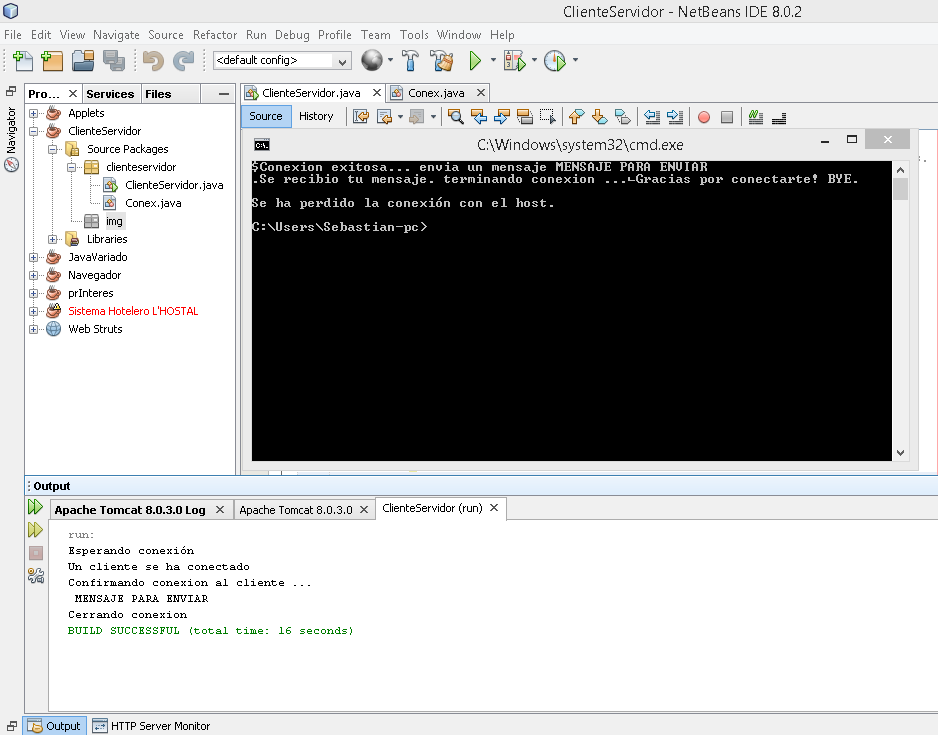 ClienteServidor - NetBeans IDE 8.0.2
File Edit View Navigate Source Refactor Run Debug Profile Team Tools Window Help
<default config>
Navigator
Pro... Services Files
Applets
ClienteServidor
Source Packages
clienteservidor
ClienteServidor.java
Conex.java
img
Libraries
JavaVariado
Navegador
prInteres
Sistema Hotelero L'HOSTAL
Web Struts
ClienteServidor.java Conex.java
Source History
C:\Windows\system32\cmd.exe
$Conexion exitosa... envia un mensaje MENSAJE PARA ENVIAR
.Se recibio tu mensaje. terminando conexion ...←Gracias por conectarte! BYE.
Se ha perdido la conexión con el host.
C:\Users\Sebastian-pc>
Output
Apache Tomcat 8.0.3.0 Log Apache Tomcat 8.0.3.0 ClienteServidor (run)
run:
Esperando conexión
Un cliente se ha conectado
Confirmando conexion al cliente ...
MENSAJE PARA ENVIAR
Cerrando conexion
BUILD SUCCESSFUL (total time: 16 seconds)
Output HTTP Server Monitor